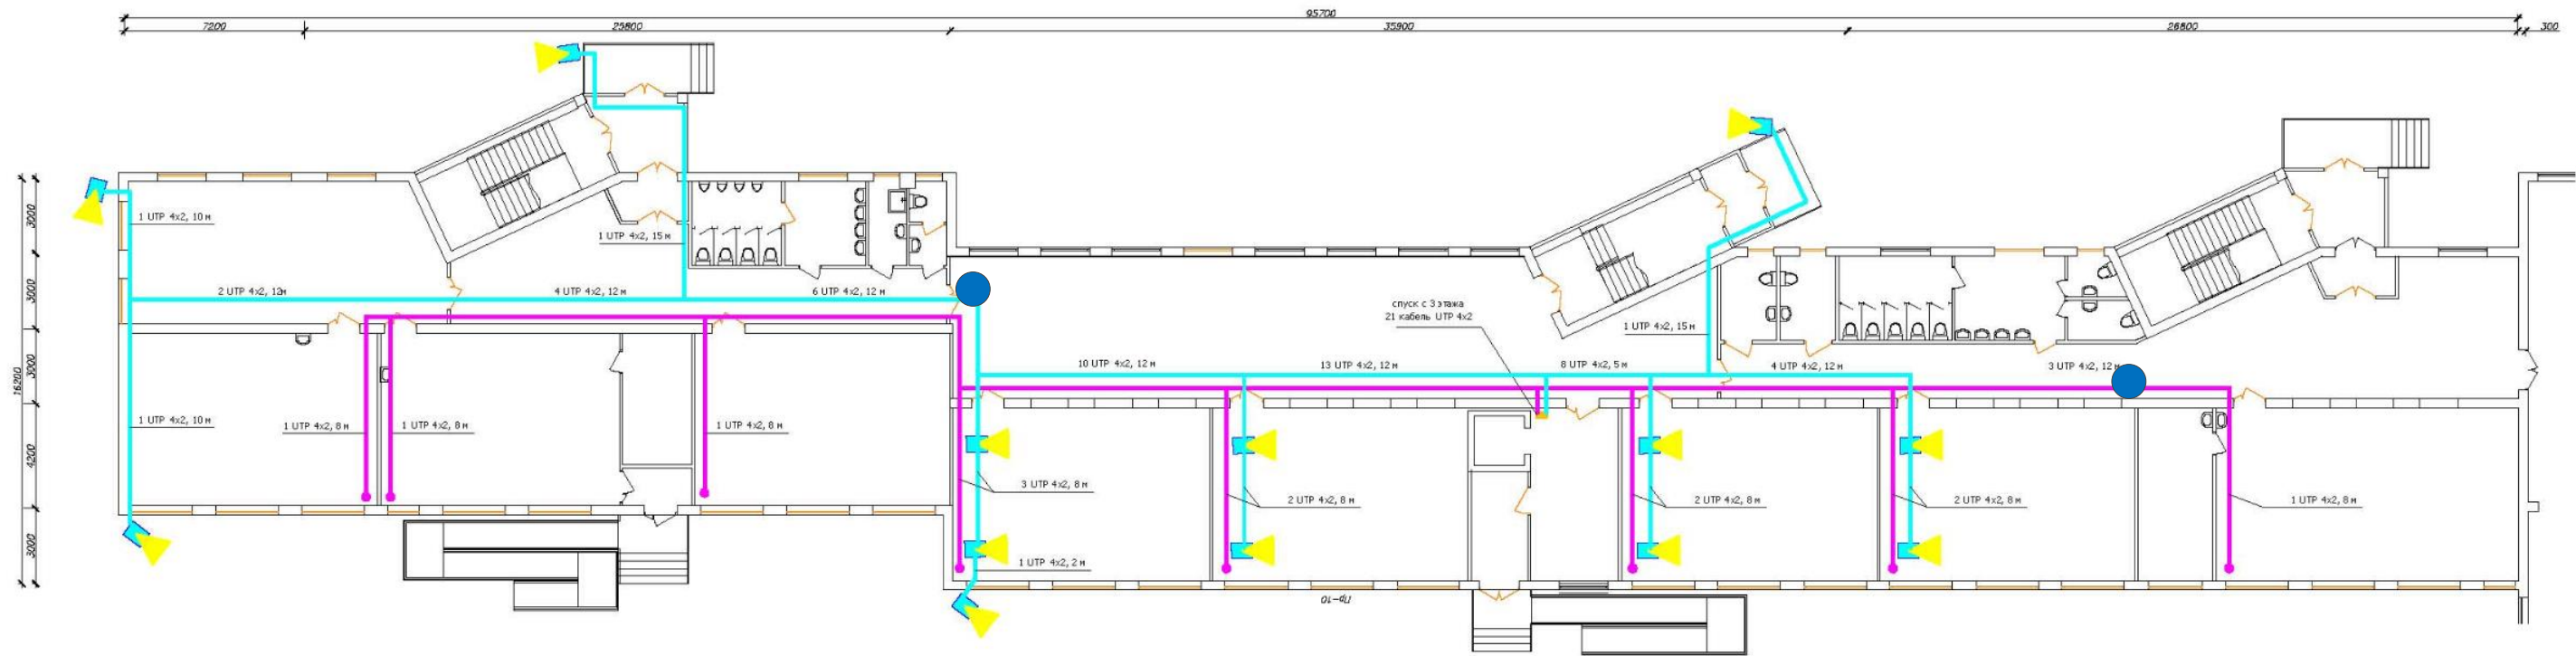 95700
7200
25800
35900
26800
300
1 UTP 4x2, 10 м
1 UTP 4x2, 15 м
2 UTP 4x2, 12м
4 UTP 4x2, 12 м
6 UTP 4x2, 12 м
спуск с 3 этажа
21 кабель UTP 4x2
1 UTP 4x2, 15 м
10 UTP 4x2, 12 м
13 UTP 4x2, 12 м
8 UTP 4x2, 5 м
4 UTP 4x2, 12 м
3 UTP 4x2, 12 м
1 UTP 4x2, 10 м
1 UTP 4x2, 8 м
1 UTP 4x2, 8 м
1 UTP 4x2, 8 м
3 UTP 4x2, 8 м
2 UTP 4x2, 8 м
2 UTP 4x2, 8 м
2 UTP 4x2, 8 м
1 UTP 4x2, 8 м
1 UTP 4x2, 2 м
Пр-10
16200
3000
3000
3000
4200
3000